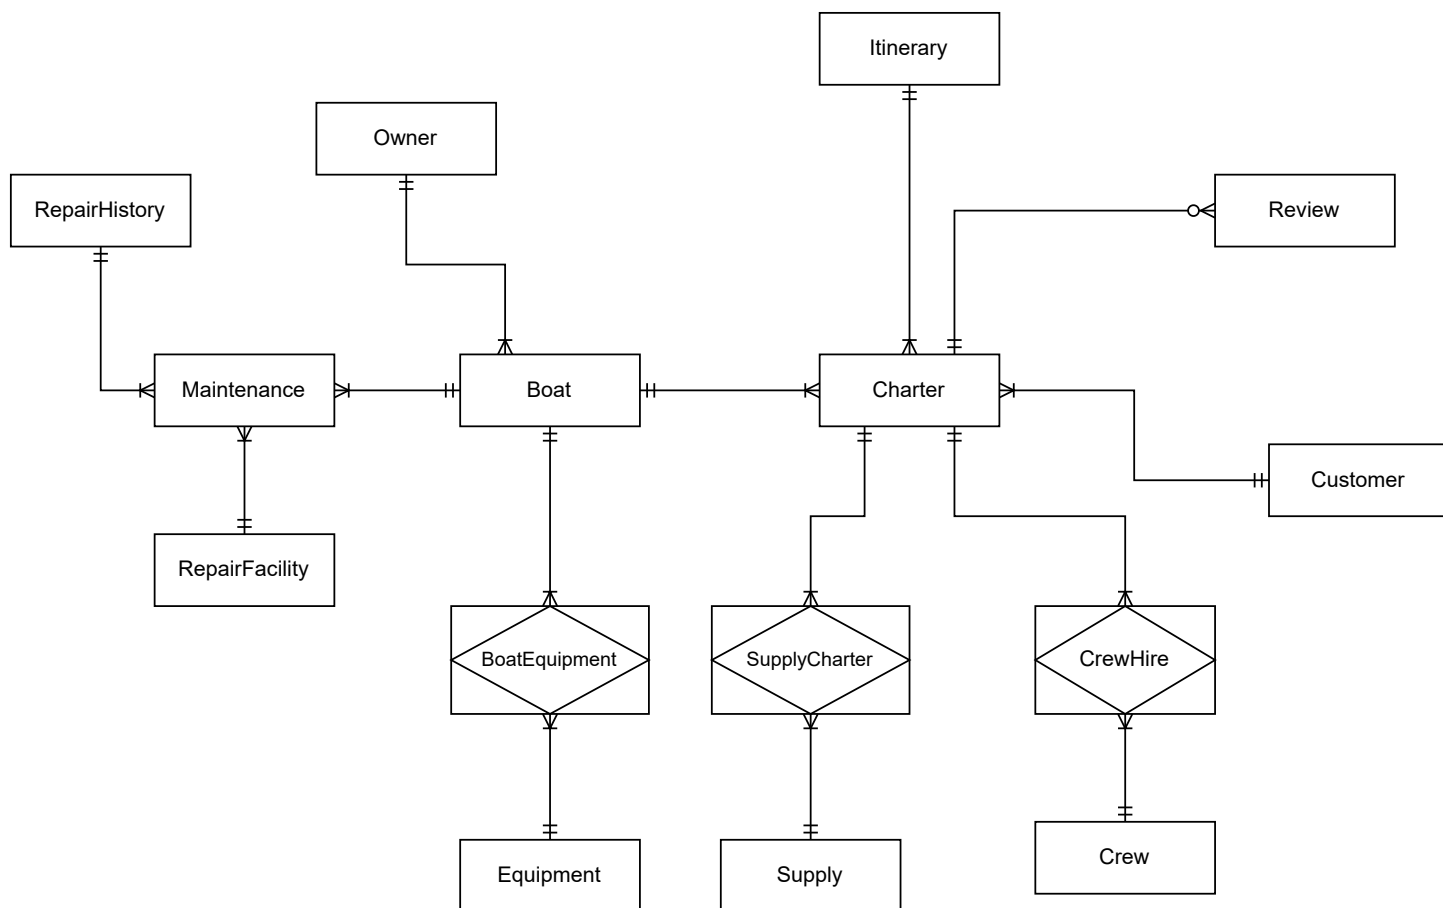 Itinerary
Owner
RepairHistory
Review
Maintenance
Boat
Charter
Customer
RepairFacility
BoatEquipment
SupplyCharter
CrewHire
Equipment
Supply
Crew